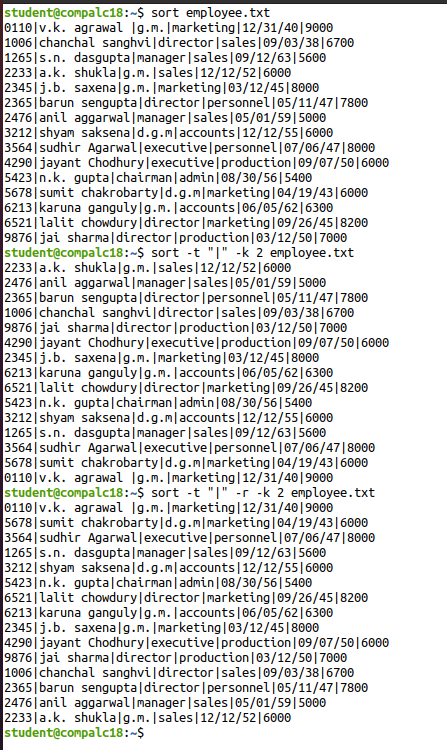 student@compalc18:~$ sort employee.txt
0110|v.k. agrawal |g.m.|marketing|12/31/40|9000
1006|chanchal sanghvi|director|sales|09/03/38|6700
1265|s.n. dasgupta|manager|sales|09/12/63|5600
2233|a.k. shukla|g.m.|sales|12/12/52|6000
2345|j.b. saxena|g.m.|marketing|03/12/45|8000
2365|barun sengupta|director|personnel|05/11/47|7800
2476|anil aggarwal|manager|sales|05/01/59|5000
3212|shyam saksena|d.g.m|accounts|12/12/55|6000
3564|sudhir Agarwal|executive|personnel|07/06/47|8000
4290|jayant Chodhury|executive|production|09/07/50|6000
5423|n.k. gupta|chairman|admin|08/30/56|5400
5678|sumit chakrobarty|d.g.m|marketing|04/19/43|6000
6213|karuna ganguly|g.m.|accounts|06/05/62|6300
6521|lalit chowdury|director|marketing|09/26/45|8200
9876|jai sharma|director|production|03/12/50|7000
student@compalc18:~$ sort -t "|" -k 2 employee.txt
2233|a.k. shukla|g.m.|sales|12/12/52|6000
2476|anil aggarwal|manager|sales|05/01/59|5000
2365|barun sengupta|director|personnel|05/11/47|7800
1006|chanchal sanghvi|director|sales|09/03/38|6700
9876|jai sharma|director|production|03/12/50|7000
4290|jayant Chodhury|executive|production|09/07/50|6000
2345|j.b. saxena|g.m.|marketing|03/12/45|8000
6213|karuna ganguly|g.m.|accounts|06/05/62|6300
6521|lalit chowdury|director|marketing|09/26/45|8200
5423|n.k. gupta|chairman|admin|08/30/56|5400
3212|shyam saksena|d.g.m|accounts|12/12/55|6000
1265|s.n. dasgupta|manager|sales|09/12/63|5600
3564|sudhir Agarwal|executive|personnel|07/06/47|8000
5678|sumit chakrobarty|d.g.m|marketing|04/19/43|6000
0110|v.k. agrawal |g.m.|marketing|12/31/40|9000
student@compalc18:~$ sort -t "|" -r -k 2 employee.txt
0110|v.k. agrawal |g.m.|marketing|12/31/40|9000
5678|sumit chakrobarty|d.g.m|marketing|04/19/43|6000
3564|sudhir Agarwal|executive|personnel|07/06/47|8000
1265|s.n. dasgupta|manager|sales|09/12/63|5600
3212|shyam saksena|d.g.m|accounts|12/12/55|6000
5423|n.k. gupta|chairman|admin|08/30/56|5400
6521|lalit chowdury|director|marketing|09/26/45|8200
6213|karuna ganguly|g.m.|accounts|06/05/62|6300
2345|j.b. saxena|g.m.|marketing|03/12/45|8000
4290|jayant Chodhury|executive|production|09/07/50|6000
9876|jai sharma|director|production|03/12/50|7000
1006|chanchal sanghvi|director|sales|09/03/38|6700
2365|barun sengupta|director|personnel|05/11/47|7800
2476|anil aggarwal|manager|sales|05/01/59|5000
2233|a.k. shukla|g.m.|sales|12/12/52|6000
student@compalc18:~$